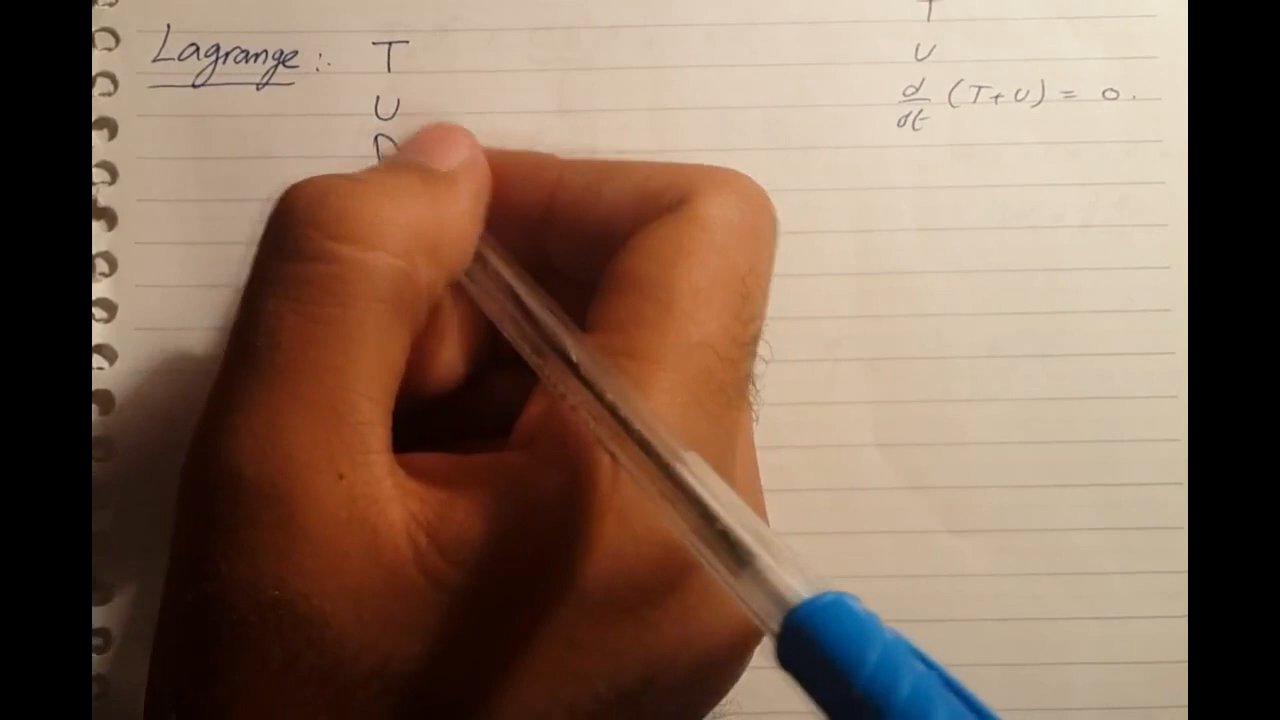 Lagrange : T
U
D
T
U
d/dt (T+U) = 0.